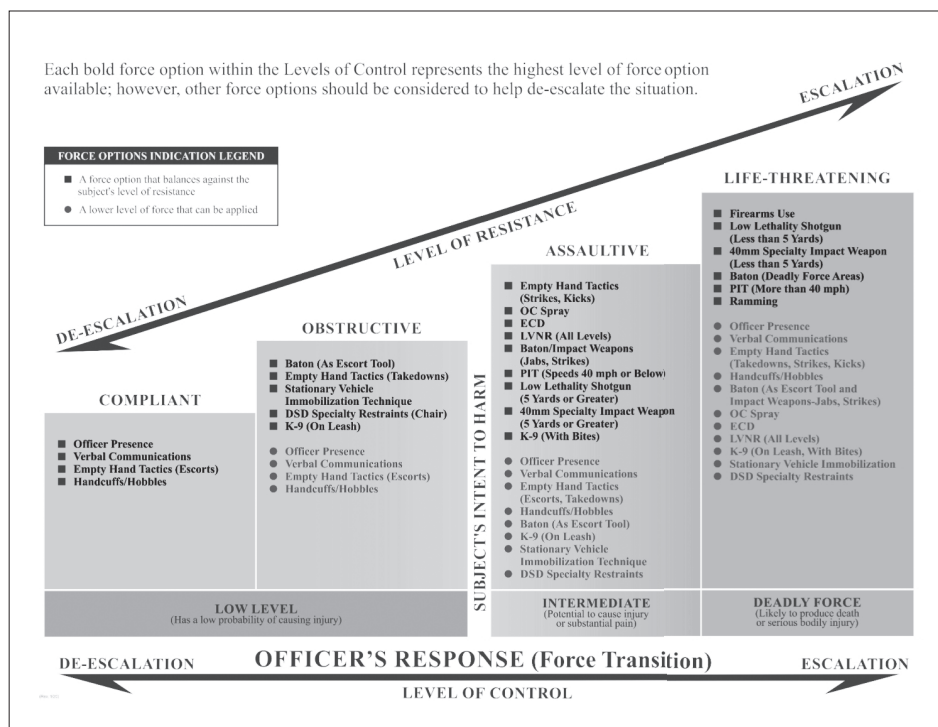 Each bold force option within the Levels of Control represents the highest level of force option
available; however, other force options should be considered to help de-escalate the situation.
FORCE OPTIONS INDICATION LEGEND
■ A force option that balances against the
subject's level of resistance
● A lower level of force that can be applied
DE-ESCALATION
LEVEL OF RESISTANCE
ESCALATION
COMPLIANT
■ Officer Presence
■ Verbal Communications
■ Empty Hand Tactics (Escorts)
■ Handcuffs/Hobbles
OBSTRUCTIVE
■ Baton (As Escort Tool)
■ Empty Hand Tactics (Takedowns)
■ Stationary Vehicle
Immobilization Technique
■ DSD Specialty Restraints (Chair)
■ K-9 (On Leash)
● Officer Presence
● Verbal Communications
● Empty Hand Tactics (Escorts)
● Handcuffs/Hobbles
SUBJECT'S INTENT TO HARM
ASSAULTIVE
■ Empty Hand Tactics
(Strikes, Kicks)
■ OC Spray
■ ECD
■ LVNR (All Levels)
■ Baton/Impact Weapons
(Jabs, Strikes)
■ PIT (Speeds 40 mph or Below)
■ Low Lethality Shotgun
(5 Yards or Greater)
■ 40mm Specialty Impact Weapon
(5 Yards or Greater)
■ K-9 (With Bites)
● Officer Presence
● Verbal Communications
● Empty Hand Tactics
(Escorts, Takedowns)
● Handcuffs/Hobbles
● Baton (As Escort Tool)
● K-9 (On Leash)
● Stationary Vehicle
Immobilization Technique
● DSD Specialty Restraints
LIFE-THREATENING
■ Firearms Use
■ Low Lethality Shotgun
(Less than 5 Yards)
■ 40mm Specialty Impact Weapon
(Less than 5 Yards)
■ Baton (Deadly Force Areas)
■ PIT (More than 40 mph)
■ Ramming
● Officer Presence
● Verbal Communications
● Empty Hand Tactics
(Takedowns, Strikes, Kicks)
● Handcuffs/Hobbles
● Baton (As Escort Tool and
Impact Weapons-Jabs, Strikes)
● OC Spray
● ECD
● LVNR (All Levels)
● K-9 (On Leash, With Bites)
● Stationary Vehicle Immobilization
● DSD Specialty Restraints
LOW LEVEL
(Has a low probability of causing injury)
INTERMEDIATE
(Potential to cause injury
or substantial pain)
DEADLY FORCE
(Likely to produce death
or serious bodily injury)
DE-ESCALATION
OFFICER'S RESPONSE (Force Transition)
ESCALATION
LEVEL OF CONTROL